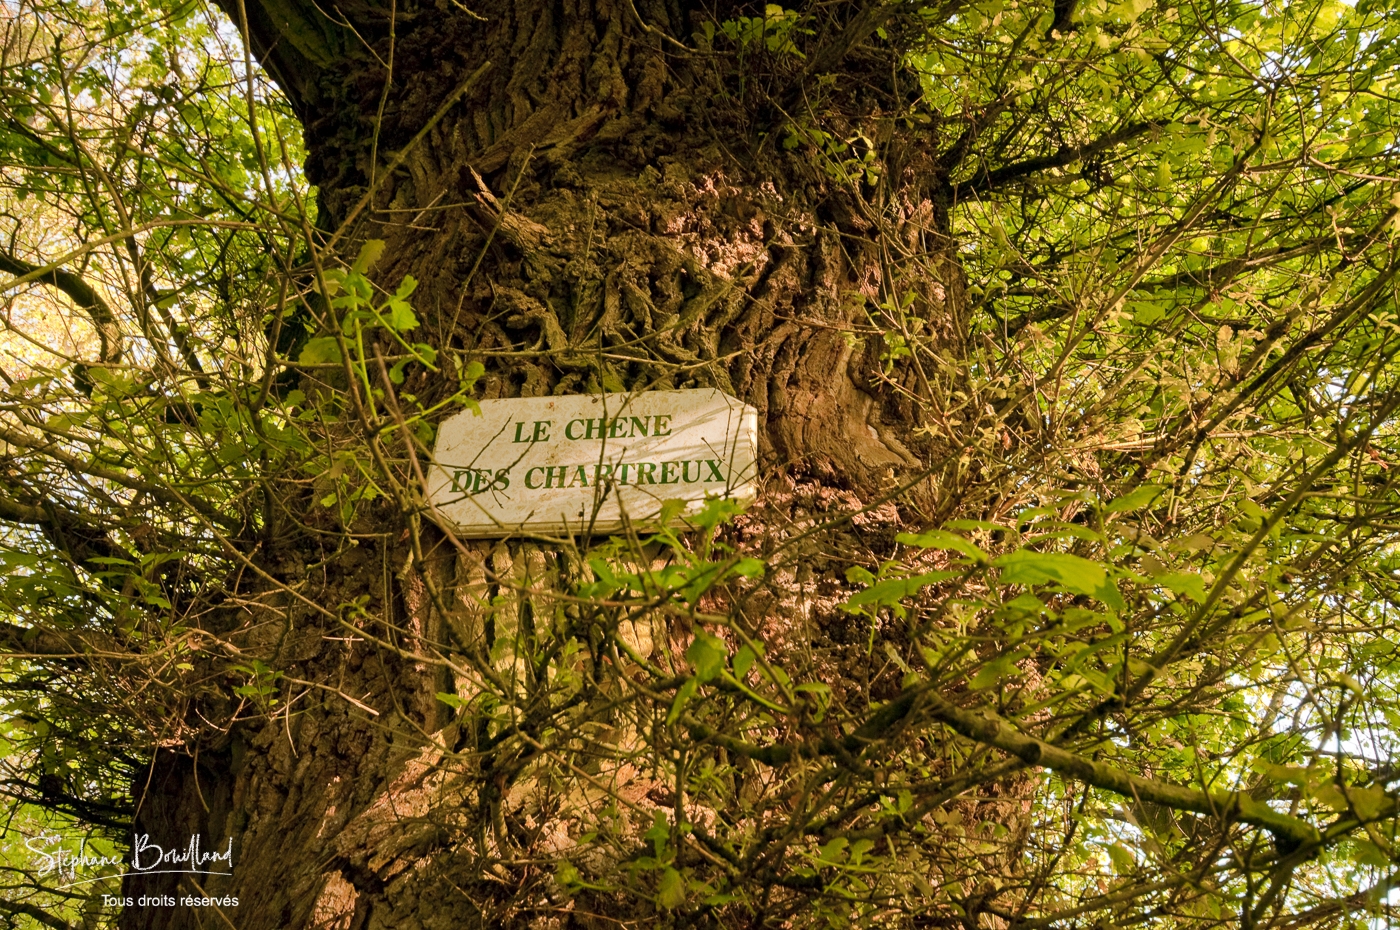 LE CHENE
DES CHARTREUX
Stéphane Bouilland
Tous droits réservés